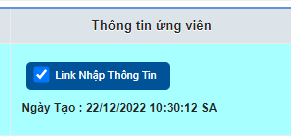 Thông tin ứng viên
Link Nhập Thông Tin
Ngày Tạo : 22/12/2022 10:30:12 SA